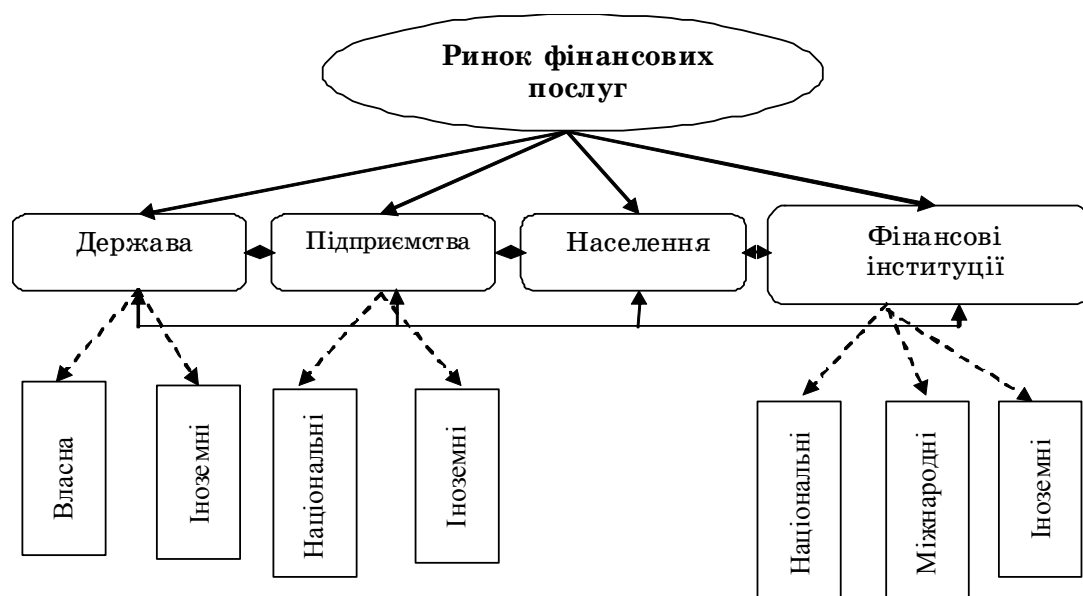 Ринок фінансових
послуг
Держава
Підприємства
Населення
Фінансові
інституції
Власна
Іноземні
Національні
Іноземні
Національні
Міжнародні
Іноземні